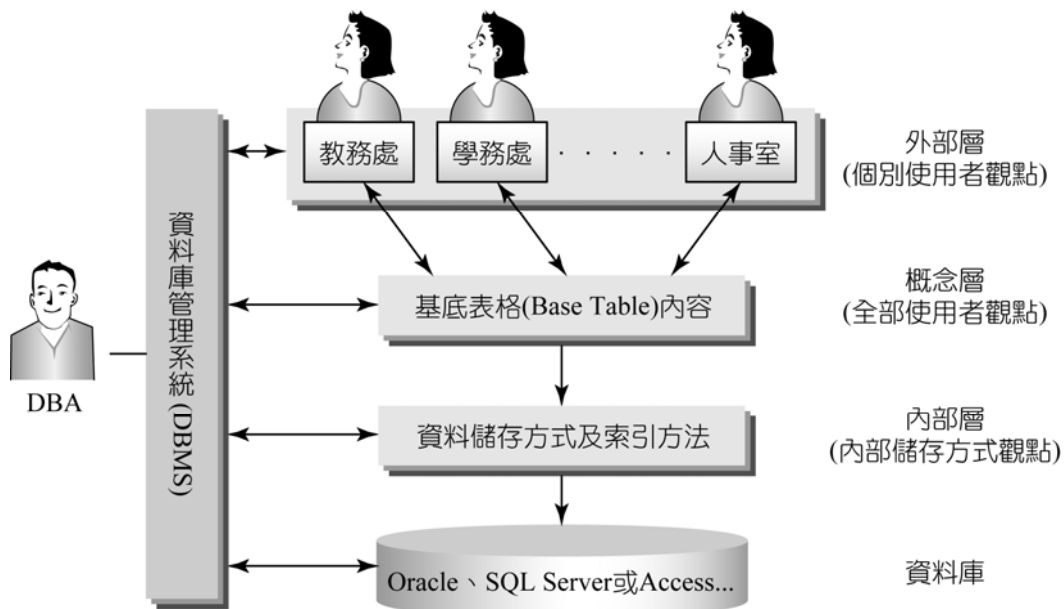 教務處
學務處
· · · · ·
人事室
外部層
(個別使用者觀點)
資料庫管理系統(DBMS)
DBA
基底表格(Base Table)內容
概念層
(全部使用者觀點)
資料儲存方式及索引方法
內部層
(內部儲存方式觀點)
Oracle、SQL Server或Access...
資料庫